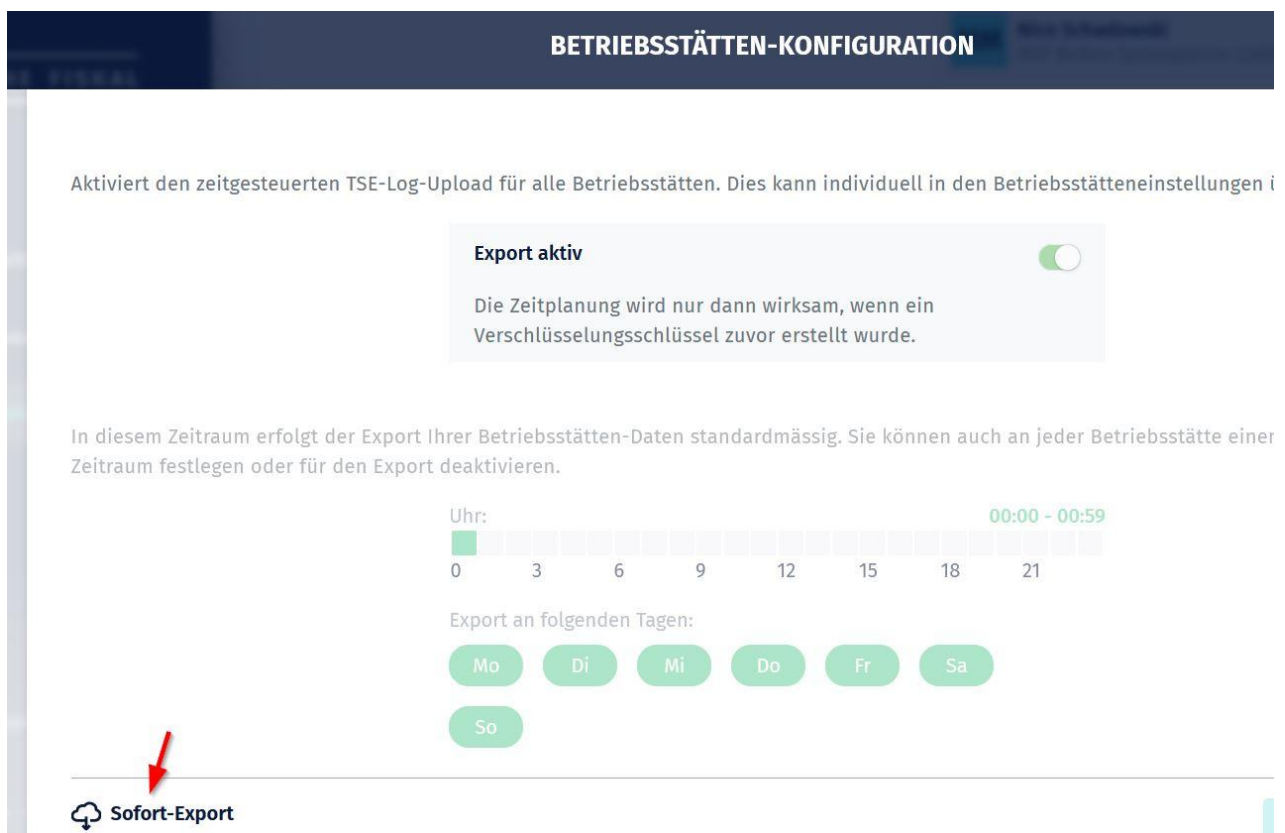 BETRIEBSSTÄTTEN-KONFIGURATION
FISKAL
Aktiviert den zeitgesteuerten TSE-Log-Upload für alle Betriebsstätten. Dies kann individuell in den Betriebsstätteneinstellungen
Export aktiv
Die Zeitplanung wird nur dann wirksam, wenn ein
Verschlüsselungsschlüssel zuvor erstellt wurde.
In diesem Zeitraum erfolgt der Export Ihrer Betriebsstätten-Daten standardmässig. Sie können auch an jeder Betriebsstätte einen
Zeitraum festlegen oder für den Export deaktivieren.
Uhr: 00:00 - 00:59
0 3 6 9 12 15 18 21
Export an folgenden Tagen:
Mo Di Mi Do Fr Sa
So
Sofort-Export